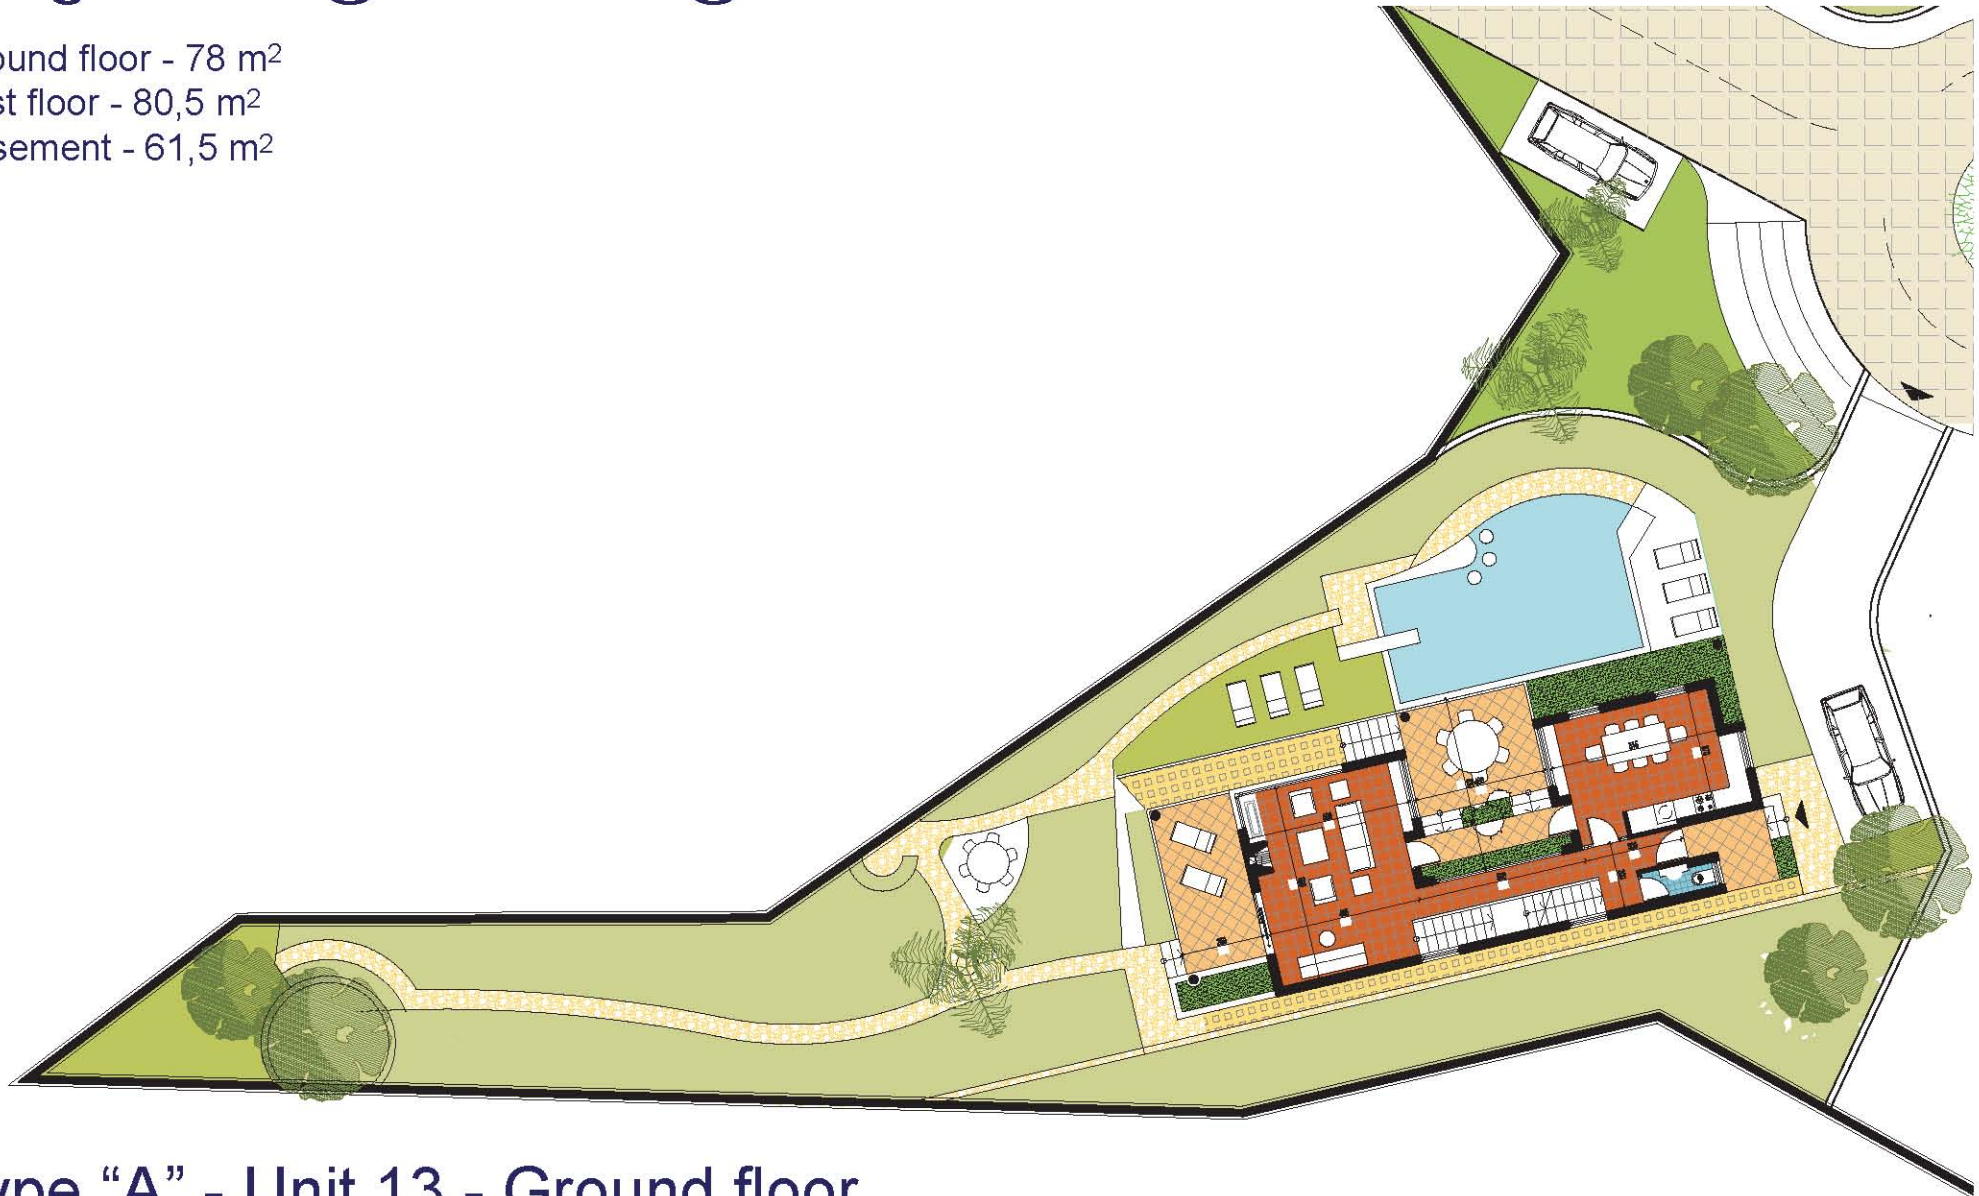 ound floor - 78 m²
st floor - 80,5 m²
sement - 61,5 m²
ype “A” - Unit 13 - Ground floor